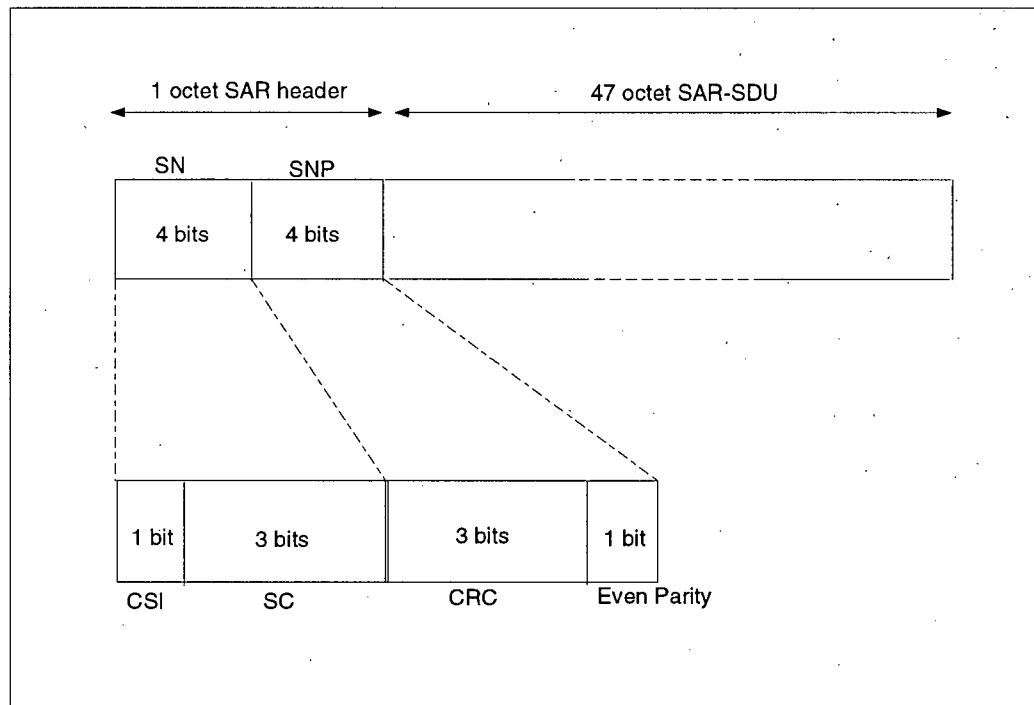 1 octet SAR header 47 octet SAR-SDU
SN SNP
4 bits 4 bits
1 bit 3 bits 3 bits 1 bit
CSI SC CRC Even Parity